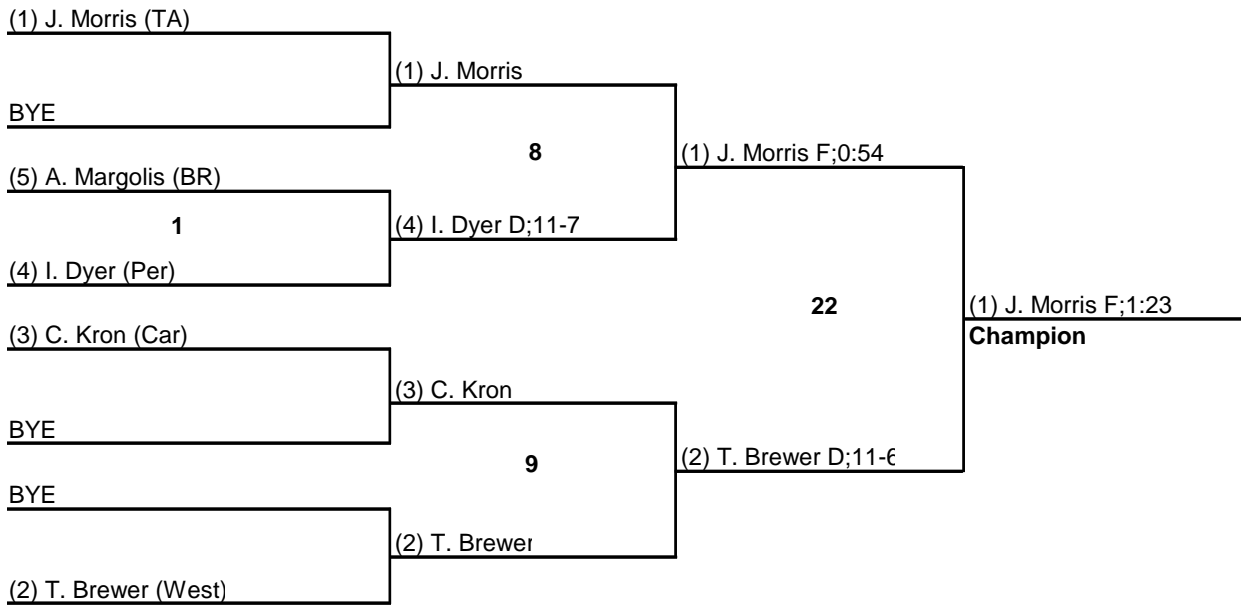 (1) J. Morris (TA)
(1) J. Morris
BYE
8
(1) J. Morris F;0:54
(5) A. Margolis (BR)
1
(4) I. Dyer D;11-7
(4) I. Dyer (Per)
22
(1) J. Morris F;1:23
Champion
(3) C. Kron (Car)
(3) C. Kron
BYE
9
(2) T. Brewer D;11-6
BYE
(2) T. Brewer
(2) T. Brewer (West)